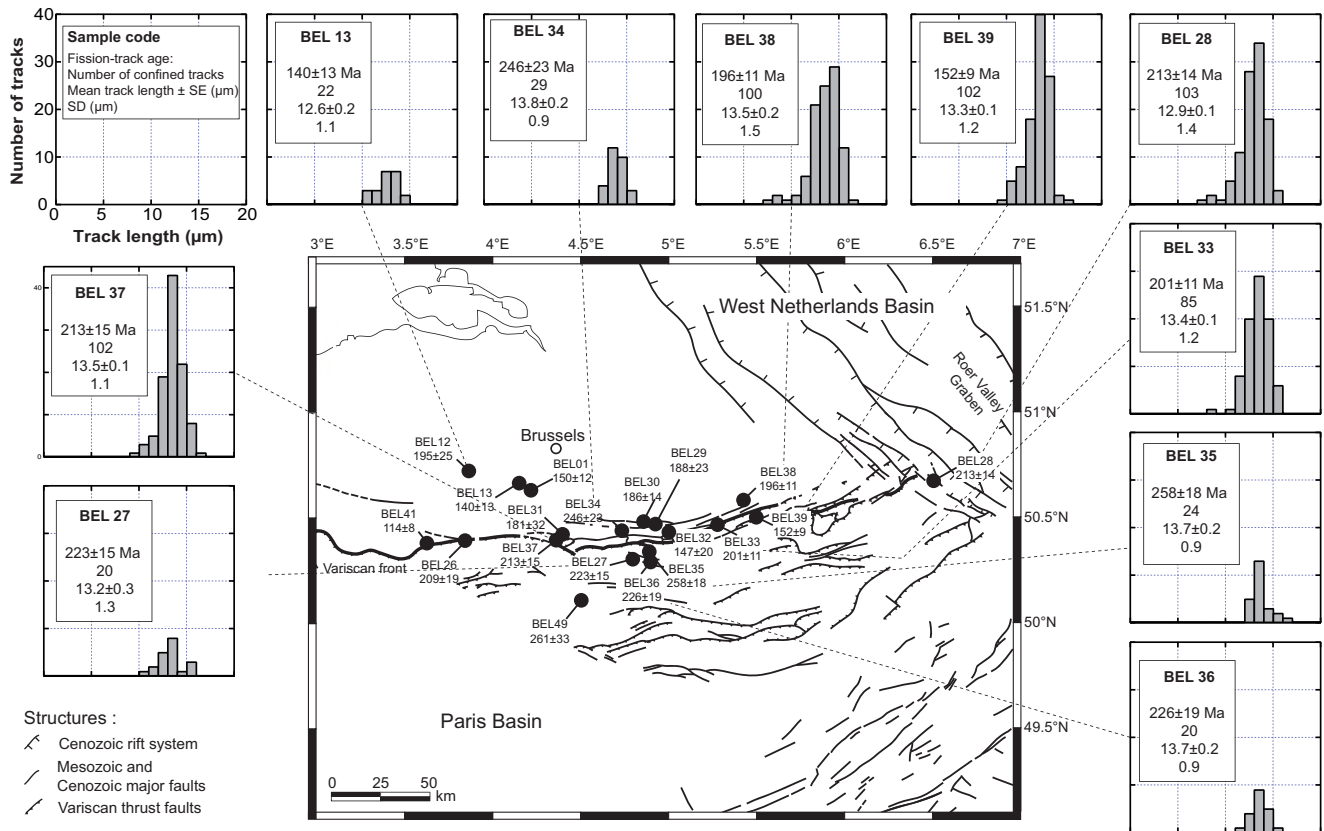 Number of tracks
40
30
20
10
0
0
5
10
15
20
Track length (µm)
Sample code
Fission-track age:
Number of confined tracks
Mean track length ± SE (µm)
SD (µm)
BEL 13
140±13 Ma
22
12.6±0.2
1.1
BEL 34
246±23 Ma
29
13.8±0.2
0.9
BEL 38
196±11 Ma
100
13.5±0.2
1.5
BEL 39
152±9 Ma
102
13.3±0.1
1.2
BEL 28
213±14 Ma
103
12.9±0.1
1.4
BEL 33
201±11 Ma
85
13.4±0.1
1.2
BEL 35
258±18 Ma
24
13.7±0.2
0.9
BEL 36
226±19 Ma
20
13.7±0.2
0.9
40
0
BEL 37
213±15 Ma
102
13.5±0.1
1.1
BEL 27
223±15 Ma
20
13.2±0.3
1.3
3°E
3.5°E
4°E
4.5°E
5°E
5.5°E
6°E
6.5°E
7°E
51.5°N
51°N
50.5°N
50°N
49.5°N
West Netherlands Basin
Roer Valley
Graben
Brussels
BEL12
195±25
BEL01
150±12
BEL13
140±13
BEL29
188±23
BEL30
186±14
BEL38
196±11
BEL28
213±14
BEL41
114±8
BEL31
181±32
BEL34
246±23
BEL32
147±20
BEL39
152±9
BEL33
201±11
BEL26
209±19
BEL37
213±15
BEL27
223±15
BEL35
258±18
BEL36
226±19
BEL49
261±33
Variscan front
Paris Basin
0
25
50
km
Structures :
Cenozoic rift system
Mesozoic and
Cenozoic major faults
Variscan thrust faults